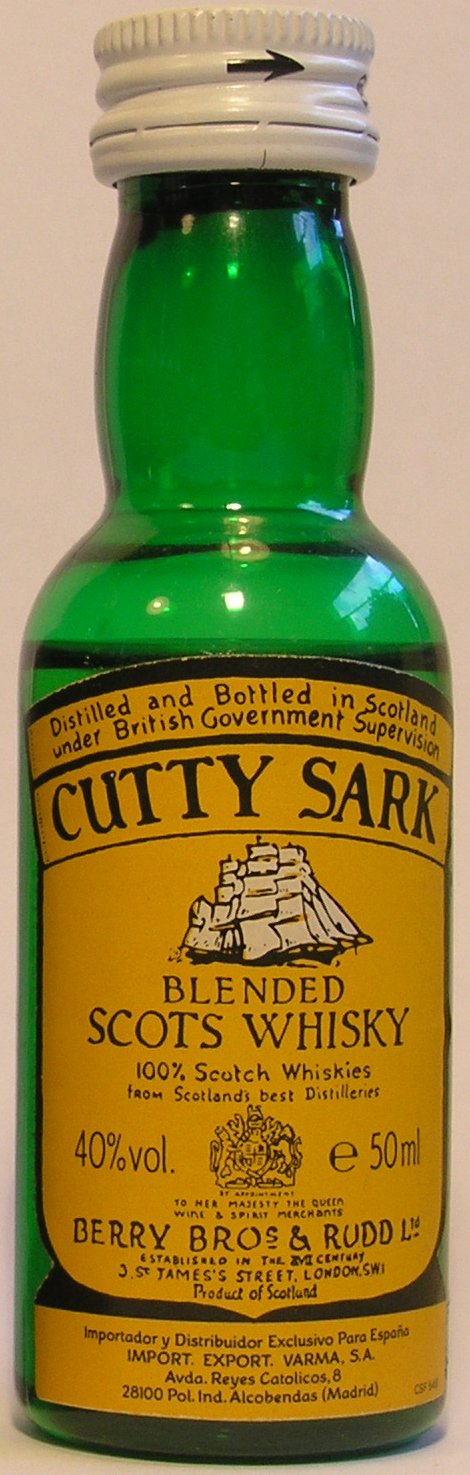 Distilled and Bottled in Scotland
under British Government Supervision
CUTTY SARK
BLENDED
SCOTS WHISKY
100% Scotch Whiskies
from Scotland's best Distilleries
40%vol.
e 50ml
BY APPOINTMENT
TO HER MAJESTY THE QUEEN
WINE & SPIRIT MERCHANTS
BERRY BROS & RUDD Ltd
ESTABLISHED IN THE XVII CENTURY
3, ST JAMES'S STREET, LONDON, SW1
Product of Scotland
Importador y Distribuidor Exclusivo Para España
IMPORT. EXPORT. VARMA, S.A.
Avda. Reyes Catolicos, 8
28100 Pol. Ind. Alcobendas (Madrid)
CSF